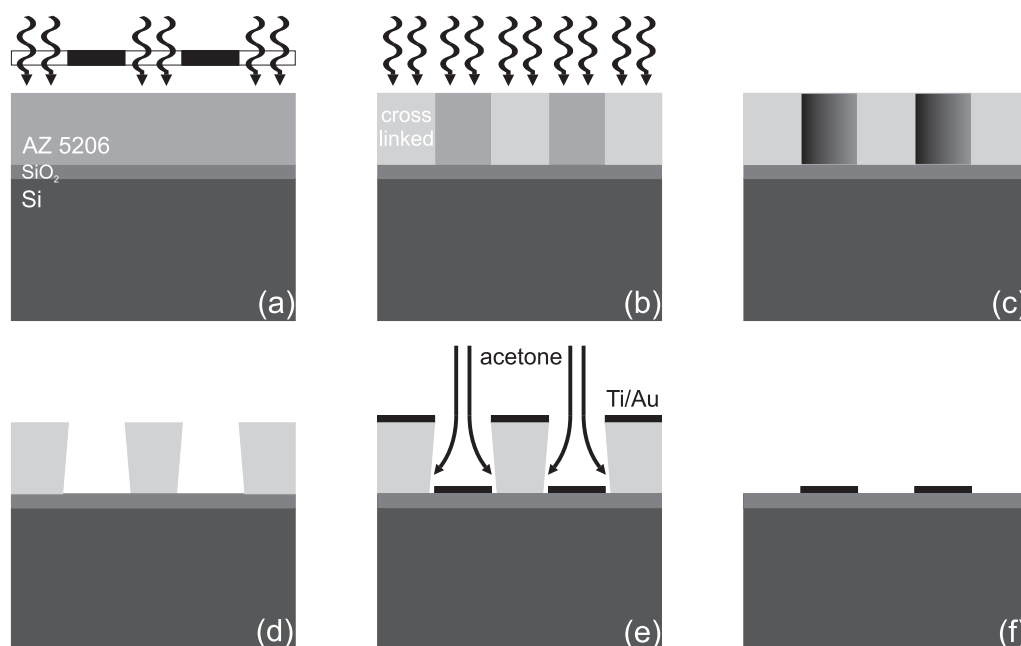 AZ 5206
SiO₂
Si
(a)
cross
linked
(b)
(c)
(d)
acetone
Ti/Au
(e)
(f)